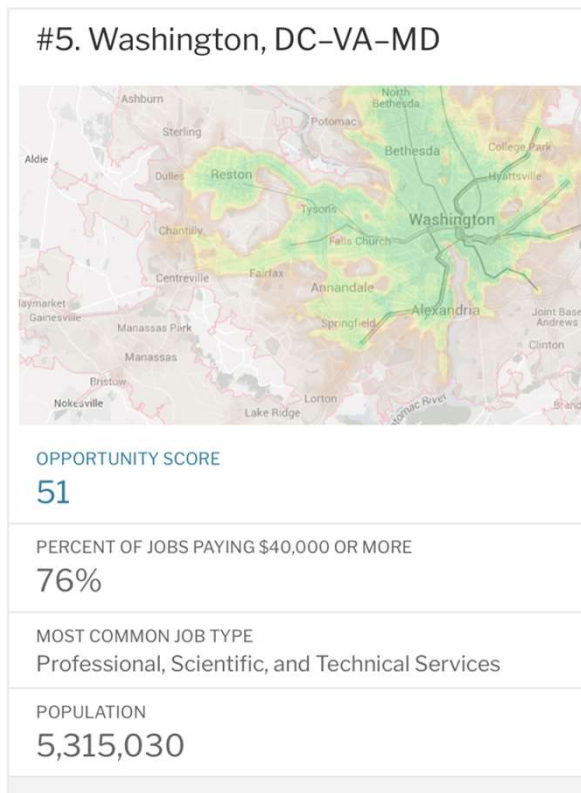 #5. Washington, DC–VA–MD
North
Bethesda
Ashburn
Potomac
Sterling
College Park
Bethesda
Aldie
Dulles
Reston
Hyattsville
Tysons
Washington
Chantilly
Falls Church
Fairfax
Centreville
Annandale
Alexandria
Joint Base
Andrews
Haymarket
Gainesville
Springfield
Manassas Park
Clinton
Manassas
Bristow
Nokesville
Lorton
Lake Ridge
OPPORTUNITY SCORE
51
PERCENT OF JOBS PAYING $40,000 OR MORE
76%
MOST COMMON JOB TYPE
Professional, Scientific, and Technical Services
POPULATION
5,315,030